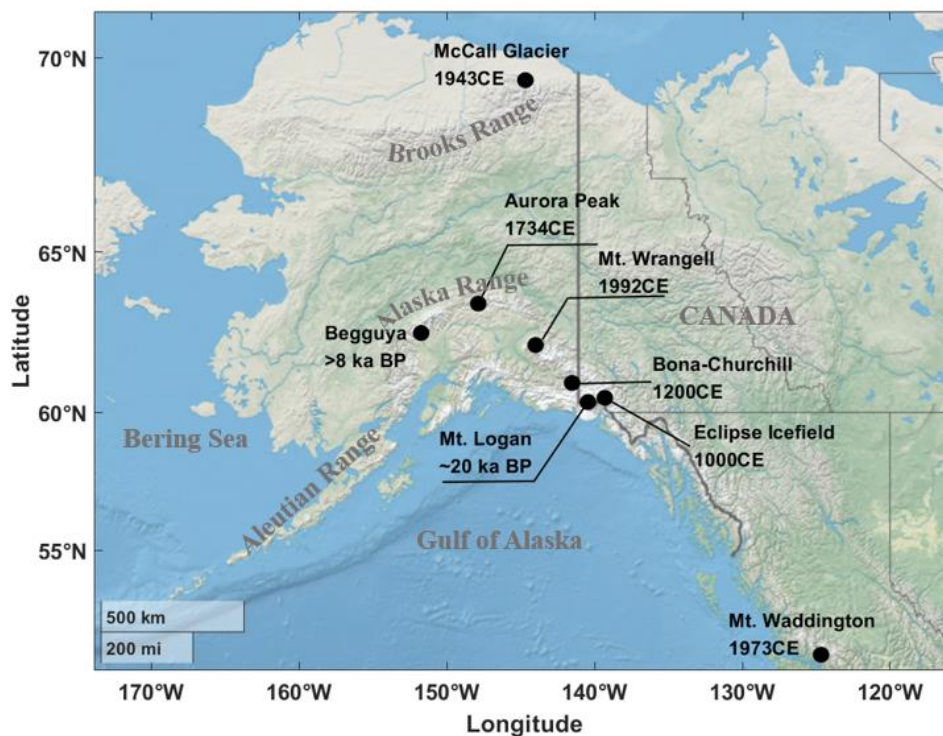 70°N
65°N
60°N
55°N
Latitude
McCall Glacier
1943CE
Brooks Range
Aurora Peak
1734CE
Mt. Wrangell
1992CE
Alaska Range
CANADA
Begguya
>8 ka BP
Bona-Churchill
1200CE
Bering Sea
Mt. Logan
~20 ka BP
Eclipse Icefield
1000CE
Aleutian Range
Gulf of Alaska
500 km
200 mi
Mt. Waddington
1973CE
170°W
160°W
150°W
140°W
130°W
120°W
Longitude